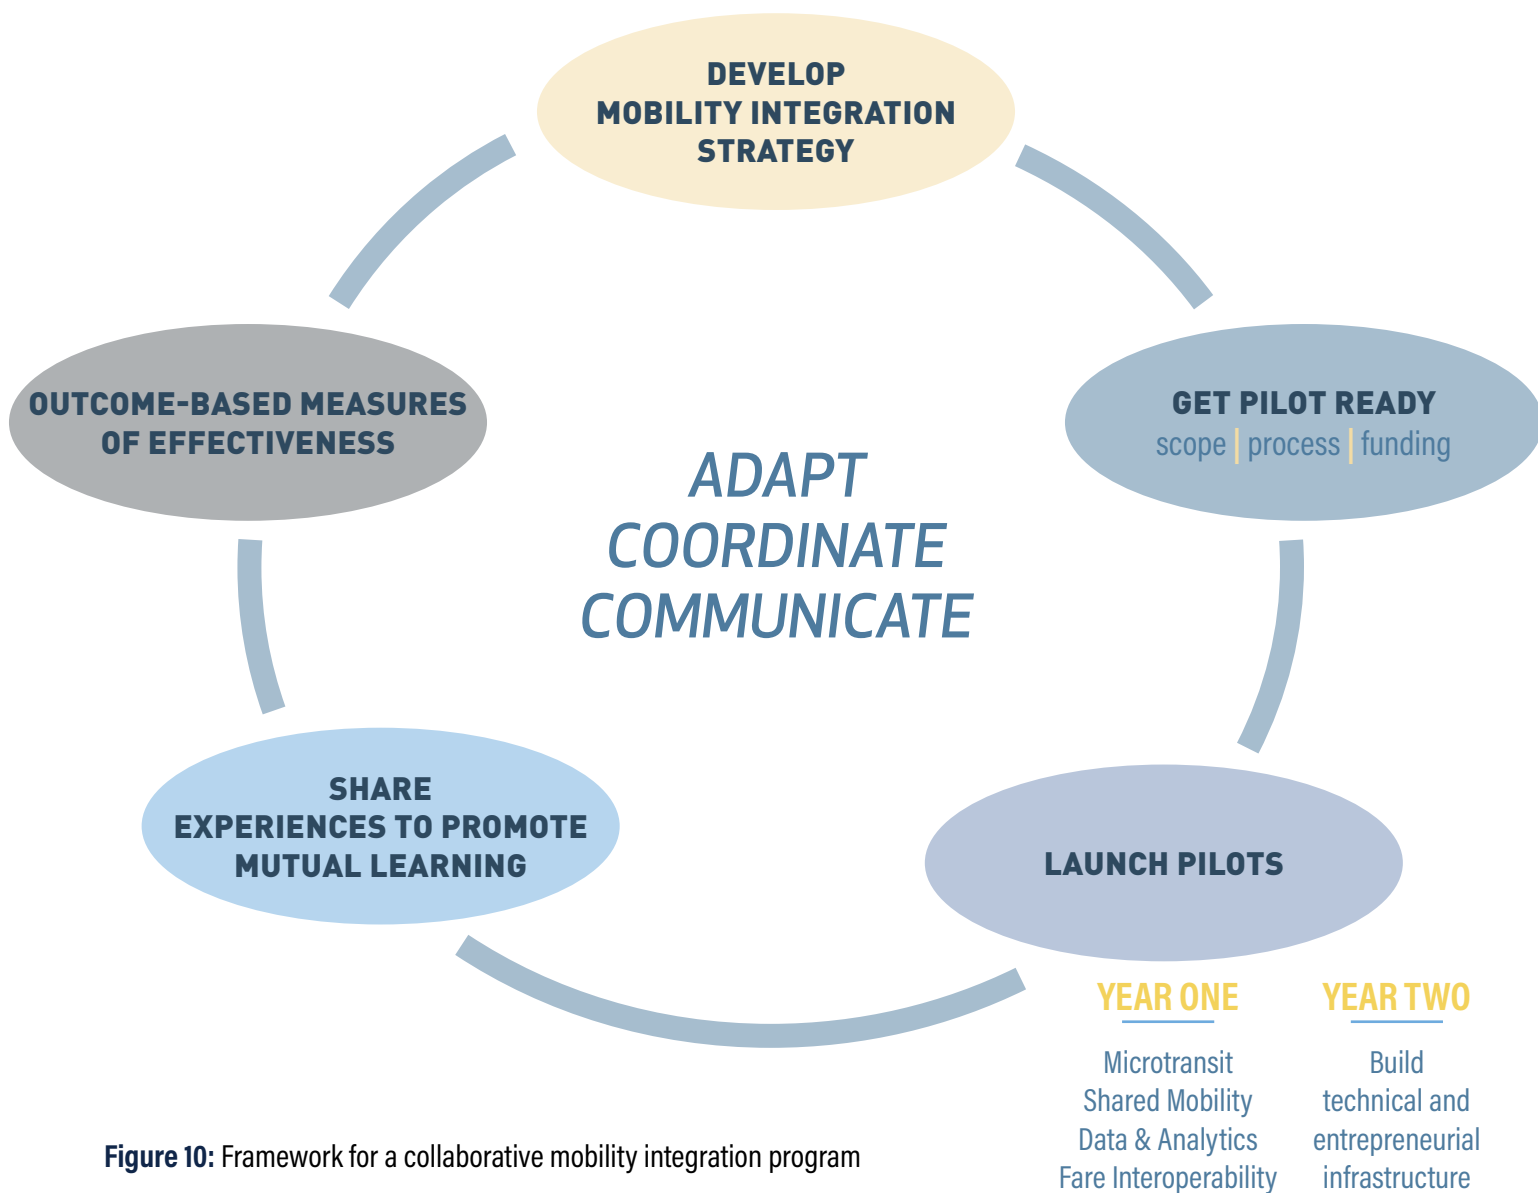 DEVELOP
MOBILITY INTEGRATION
STRATEGY
OUTCOME-BASED MEASURES
OF EFFECTIVENESS
GET PILOT READY
scope | process | funding
ADAPT
COORDINATE
COMMUNICATE
SHARE
EXPERIENCES TO PROMOTE
MUTUAL LEARNING
LAUNCH PILOTS
YEAR ONE
Microtransit
Shared Mobility
Data & Analytics
Fare Interoperability
YEAR TWO
Build
technical and
entrepreneurial
infrastructure
Figure 10: Framework for a collaborative mobility integration program